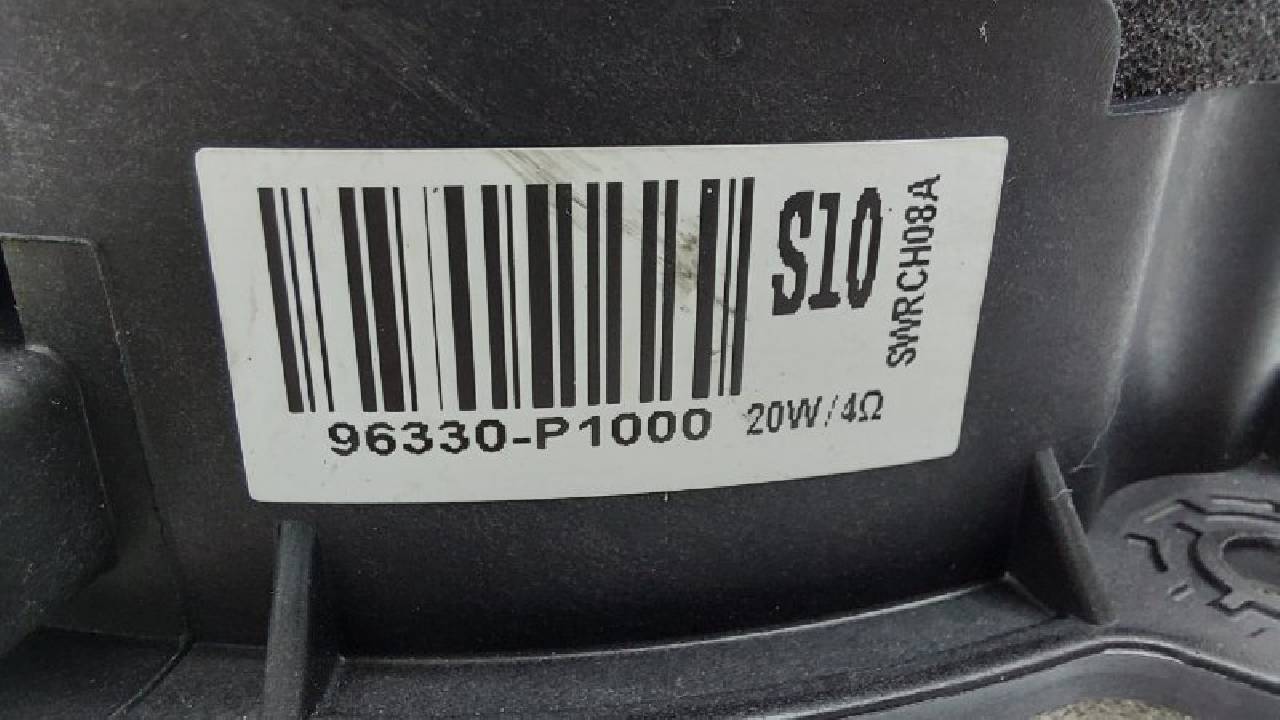 S10
SWRCH08A
96330-P1000
20W/4Ω